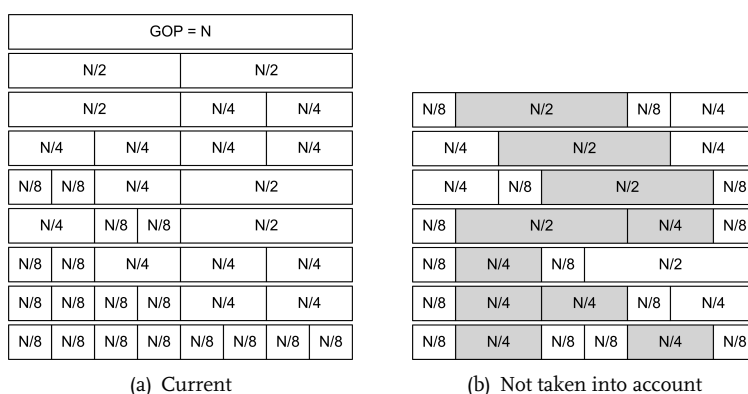 GOP = N
N/2 N/2
N/2 N/4 N/4
N/4 N/4 N/4 N/4
N/8 N/8 N/4 N/2
N/4 N/8 N/8 N/2
N/8 N/8 N/4 N/4 N/4
N/8 N/8 N/8 N/8 N/4 N/4
N/8 N/8 N/8 N/8 N/8 N/8 N/8 N/8
(a) Current
N/8 N/2 N/8 N/4
N/4 N/2 N/4
N/4 N/8 N/2 N/8
N/8 N/2 N/4 N/8
N/8 N/4 N/8 N/2
N/8 N/4 N/4 N/8 N/4
N/8 N/4 N/8 N/8 N/4 N/8
(b) Not taken into account